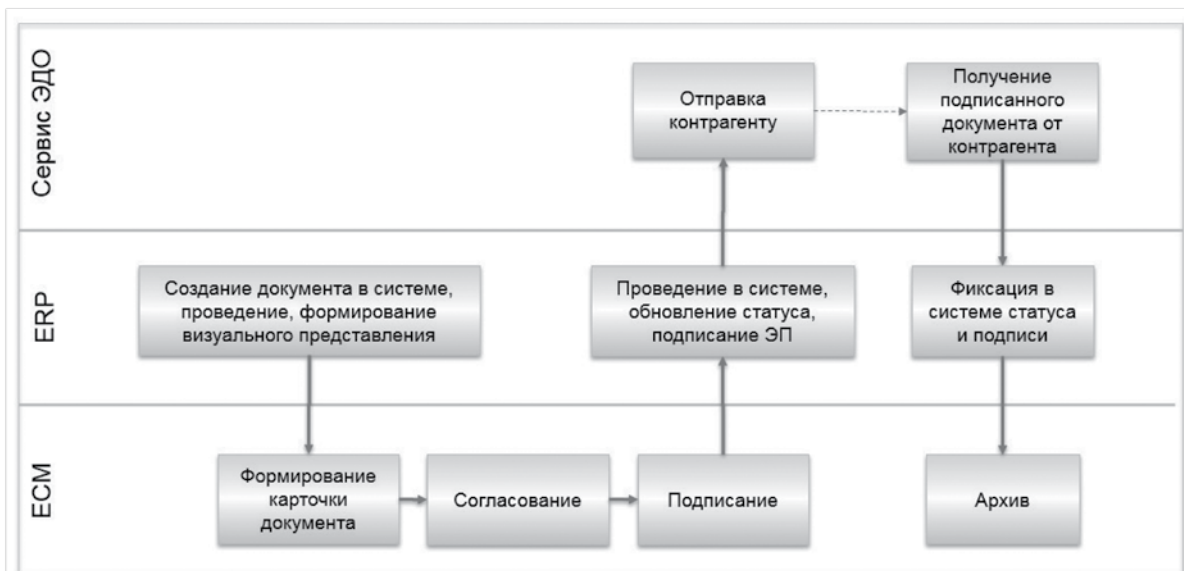 Сервис ЭДО
Отправка
контрагенту
Получение
подписанного
документа от
контрагента
ERP
Создание документа в системе,
проведение, формирование
визуального представления
Проведение в системе,
обновление статуса,
подписание ЭП
Фиксация в
системе статуса
и подписи
ECM
Формирование
карточки
документа
Согласование
Подписание
Архив